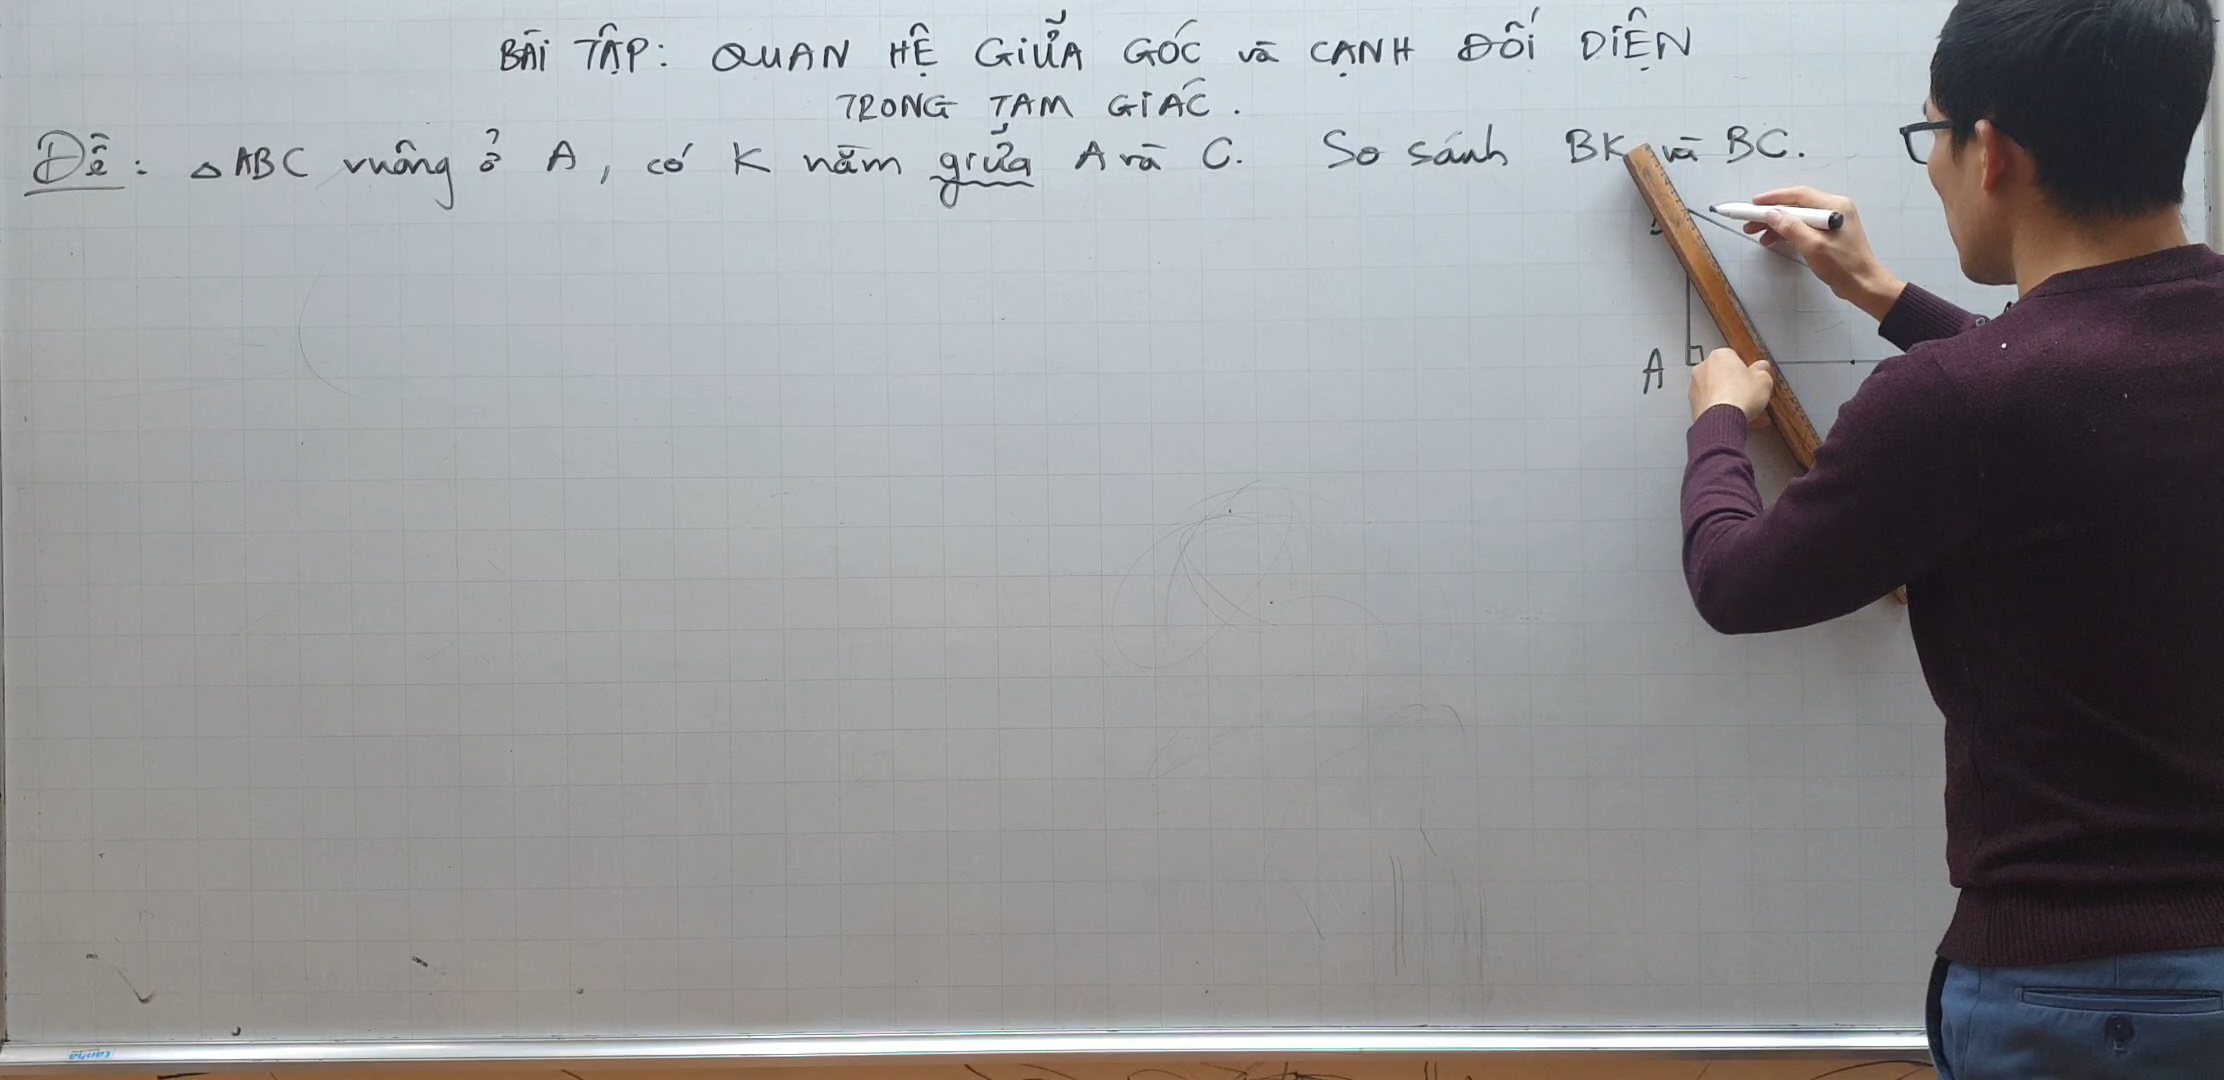 BÀI TẬP: QUAN HỆ GIỮA GÓC và CẠNH ĐỐI DIỆN
TRONG TAM GIÁC.
Đề: △ABC vuông ở A, có K nằm giữa A và C. So sánh BK và BC.
A